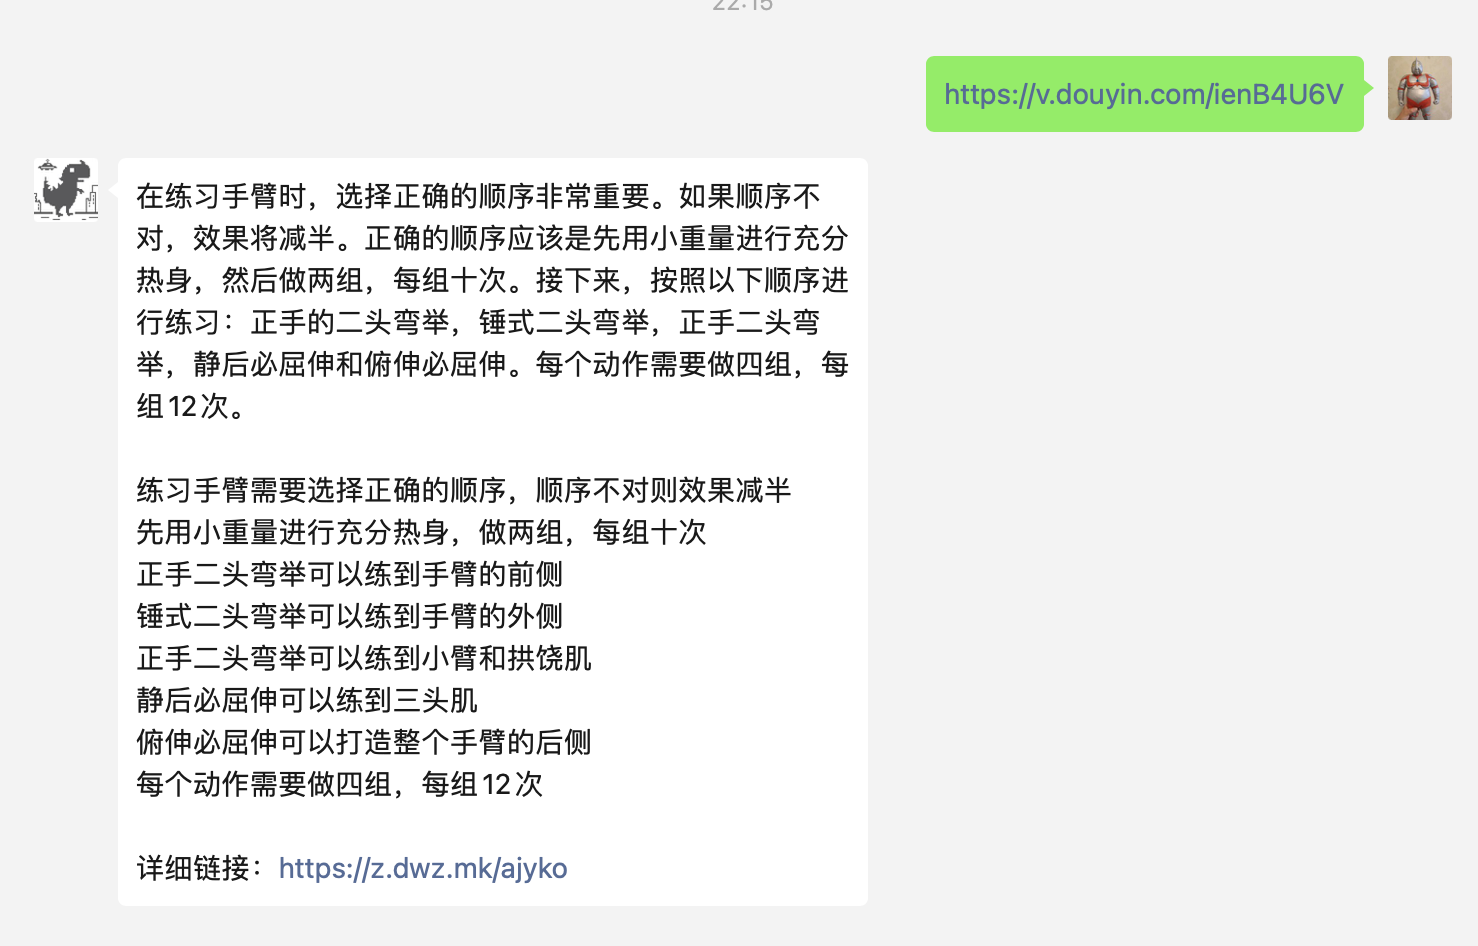 22:15
https://v.douyin.com/ienB4U6V
在练习手臂时，选择正确的顺序非常重要。如果顺序不
对，效果将减半。正确的顺序应该是先用小重量进行充分
热身，然后做两组，每组十次。接下来，按照以下顺序进
行练习：正手的二头弯举，锤式二头弯举，正手二头弯
举，静后必屈伸和俯伸必屈伸。每个动作需要做四组，每
组12次。
练习手臂需要选择正确的顺序，顺序不对则效果减半
先用小重量进行充分热身，做两组，每组十次
正手二头弯举可以练到手臂的前侧
锤式二头弯举可以练到手臂的外侧
正手二头弯举可以练到小臂和拱饶肌
静后必屈伸可以练到三头肌
俯伸必屈伸可以打造整个手臂的后侧
每个动作需要做四组，每组12次
详细链接：https://z.dwz.mk/ajyko